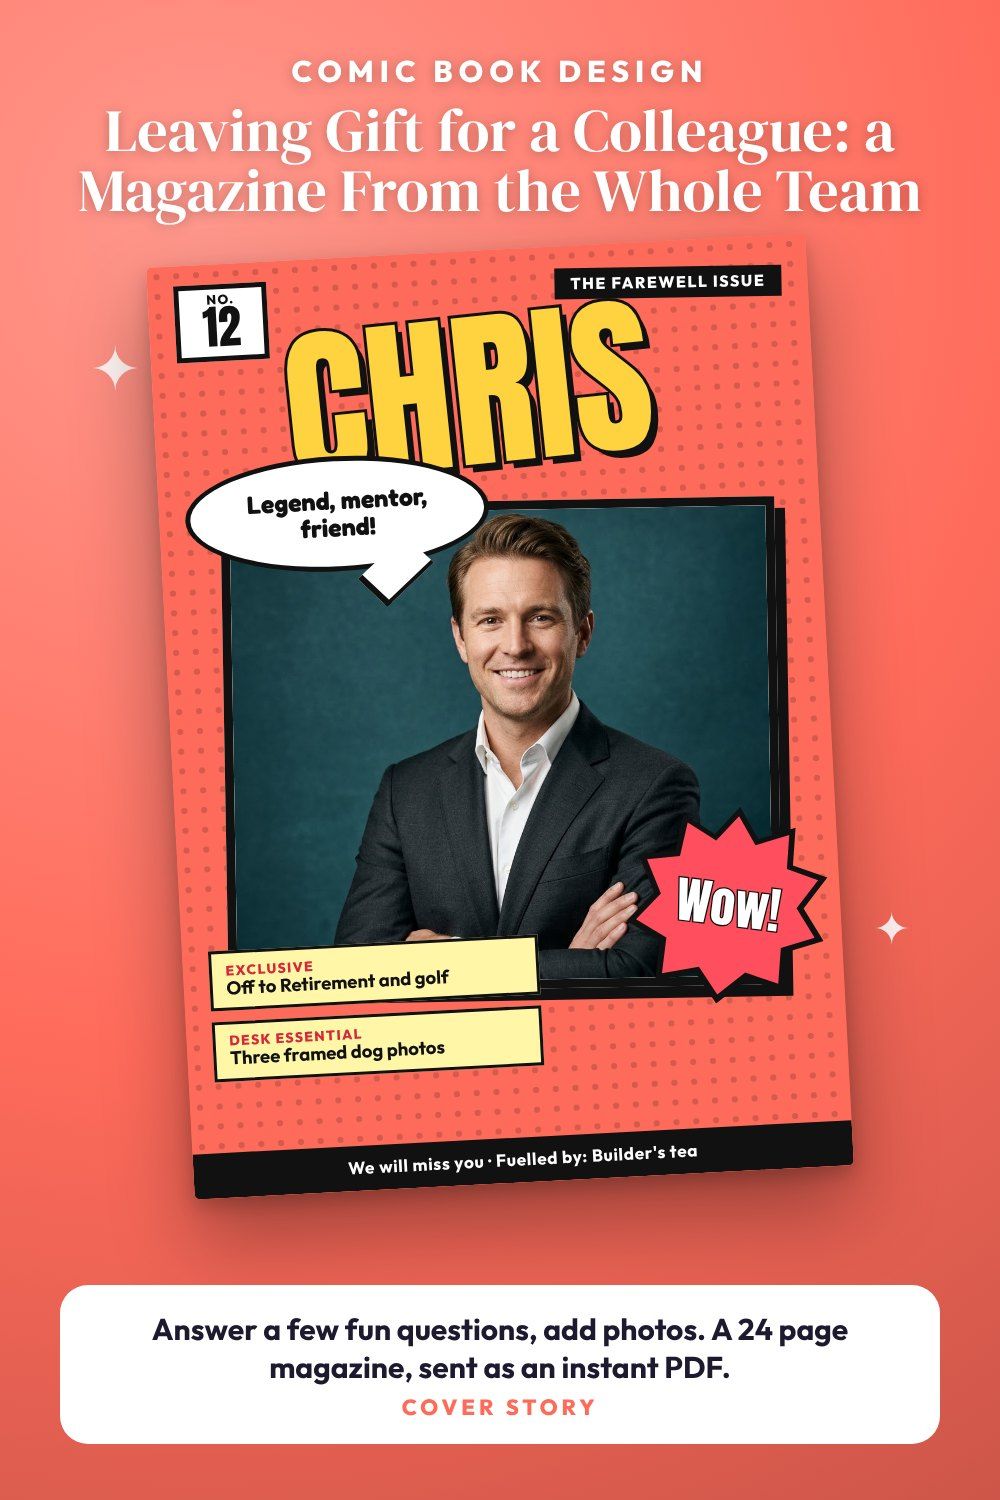 COMIC BOOK DESIGN
Leaving Gift for a Colleague: a
Magazine From the Whole Team
THE FAREWELL ISSUE
NO.
12
CHRIS
Legend, mentor,
friend!
Wow!
EXCLUSIVE
Off to Retirement and golf
DESK ESSENTIAL
Three framed dog photos
We will miss you · Fuelled by: Builder's tea
Answer a few fun questions, add photos. A 24 page
magazine, sent as an instant PDF.
COVER STORY